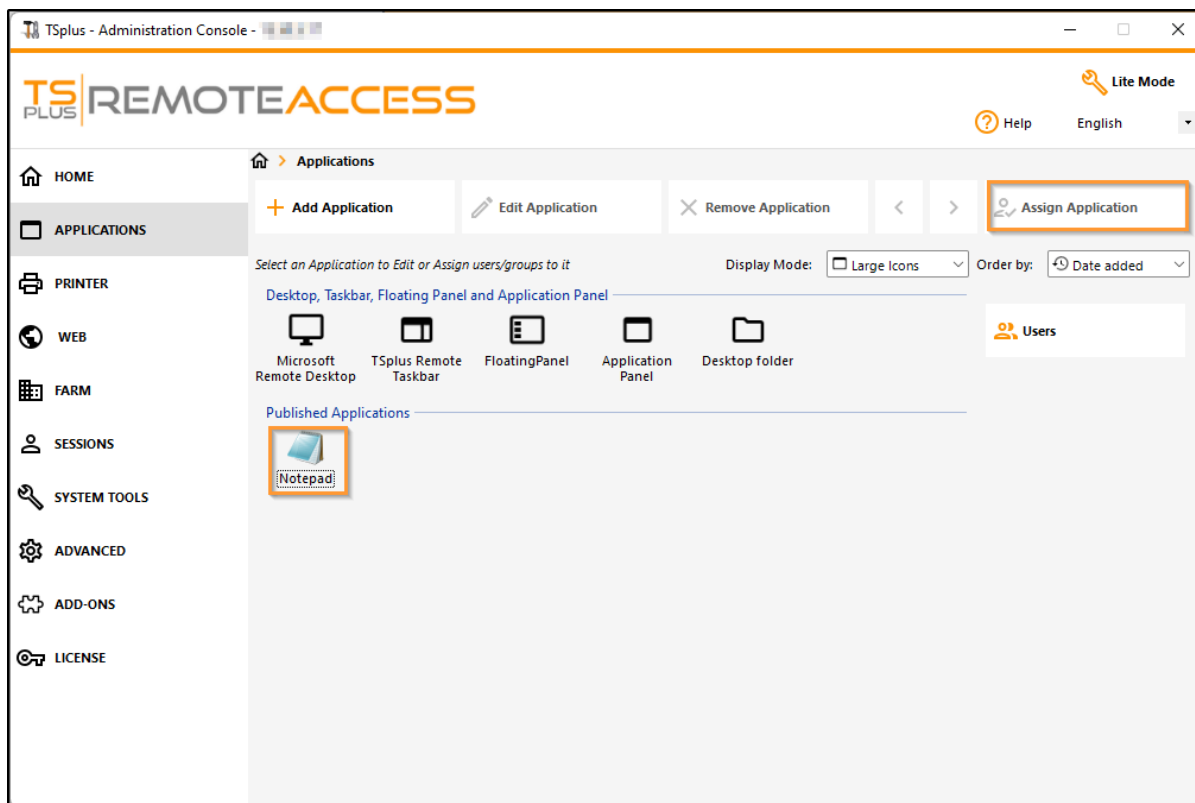 TSplus - Administration Console -
TS PLUS REMOTEACCESS
Lite Mode
Help
English
HOME
APPLICATIONS
PRINTER
WEB
FARM
SESSIONS
SYSTEM TOOLS
ADVANCED
ADD-ONS
LICENSE
Applications
Add Application
Edit Application
Remove Application
Assign Application
Select an Application to Edit or Assign users/groups to it
Display Mode:
Large Icons
Order by:
Date added
Desktop, Taskbar, Floating Panel and Application Panel
Microsoft
Remote Desktop
TSplus Remote
Taskbar
FloatingPanel
Application
Panel
Desktop folder
Users
Published Applications
Notepad